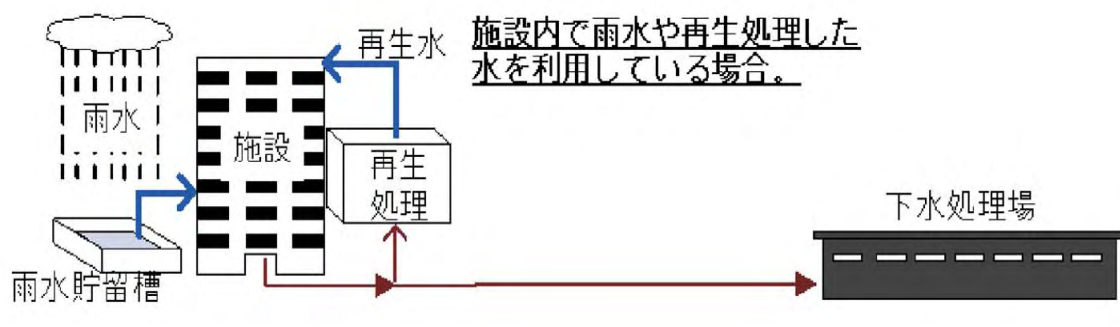 施設内で雨水や再生処理した
水を利用している場合。
再生水
雨水
施設
再生
処理
雨水貯留槽
下水処理場